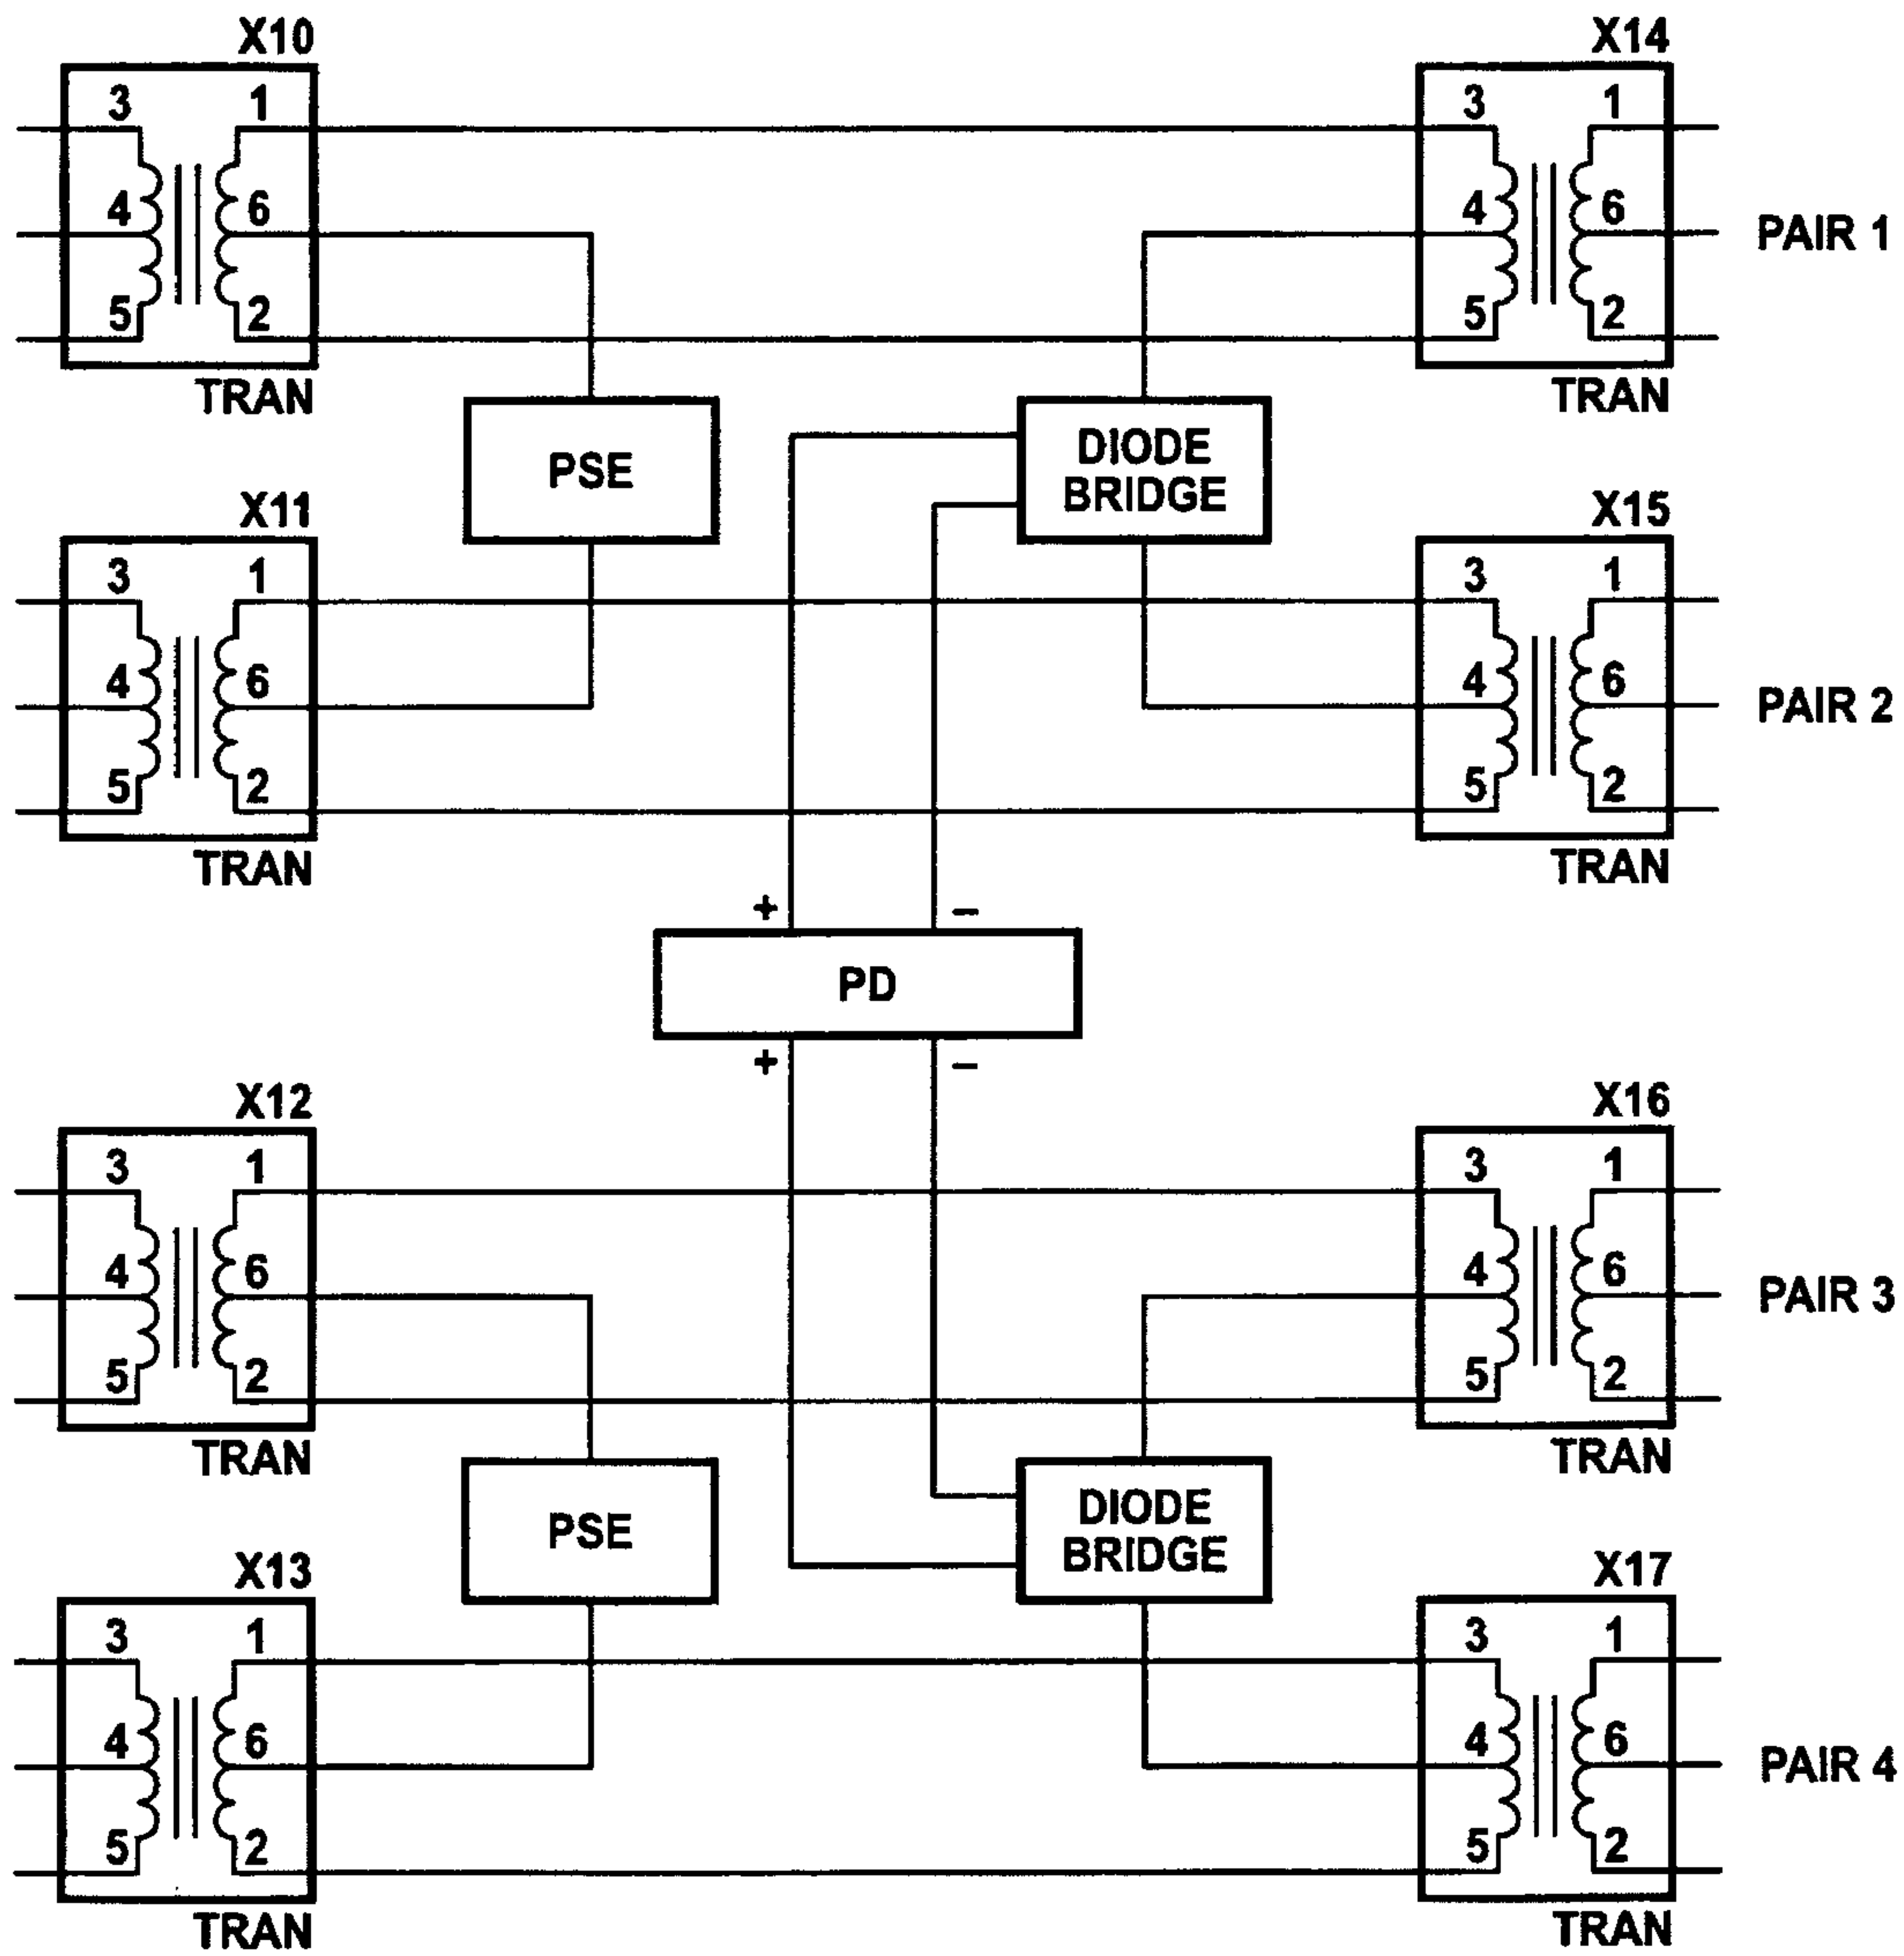 X10
X14
3 1
3 1
4 6
4 6
PAIR 1
5 2
5 2
TRAN
TRAN
PSE
DIODE
BRIDGE
X11
X15
3 1
3 1
4 6
4 6
PAIR 2
5 2
5 2
TRAN
TRAN
+ −
PD
+ −
X12
X16
3 1
3 1
4 6
4 6
PAIR 3
5 2
5 2
TRAN
TRAN
PSE
DIODE
BRIDGE
X13
X17
3 1
3 1
4 6
4 6
PAIR 4
5 2
5 2
TRAN
TRAN